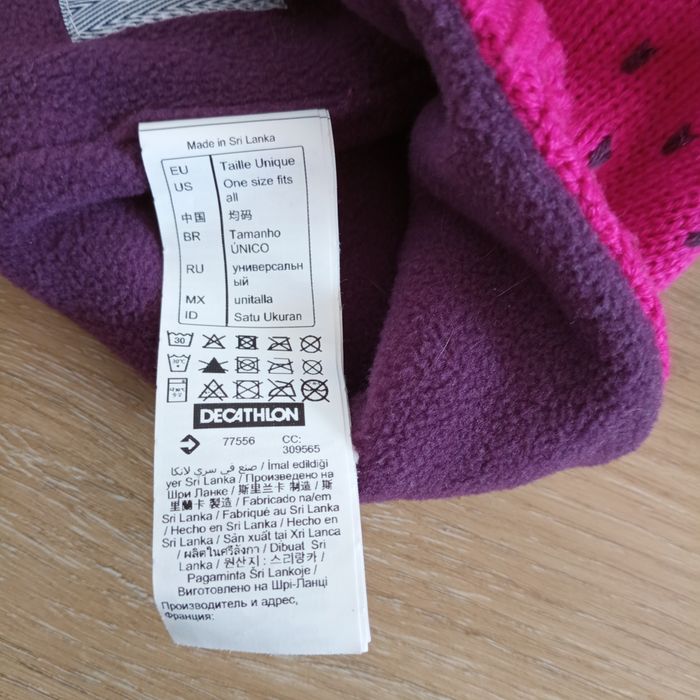 Made in Sri Lanka
EU Taille Unique
US One size fits
all
中国 均码
BR Tamanho
ÚNICO
RU универсальн
ый
MX unitalla
ID Satu Ukuran
30
30°C
DECATHLON
77556 CC:
309565
صنع في سري لانكا / İmal edildiği
yer Sri Lanka / Произведено на
Шри Ланке / 斯里兰卡 制造 / 斯
里蘭卡 製造 / Fabricado na/em
Sri Lanka / Fabriqué au Sri Lanka
/ Hecho en Sri Lanka / Hecho en
Sri Lanka / Sản xuất tại Xri Lanca
/ ผลิตในศรีลังกา / Dibuat Sri
Lanka / 원산지 : 스리랑카 /
Pagaminta Šri Lankoje /
Виготовлено на Шрі-Ланці
Производитель и адрес,
Франция: